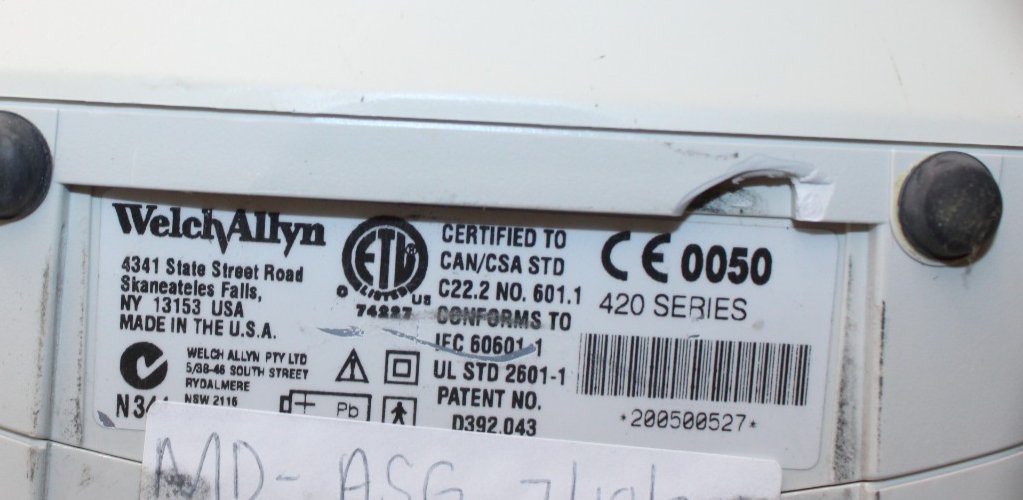 WelchAllyn
4341 State Street Road
Skaneateles Falls,
NY 13153 USA
MADE IN THE U.S.A.
WELCH ALLYN PTY LTD
5/38-46 SOUTH STREET
RYDALMERE
NSW 2116
ETL
LISTED
C US
74227
Pb
CERTIFIED TO
CAN/CSA STD
C22.2 NO. 601.1
CONFORMS TO
IEC 60601-1
UL STD 2601-1
PATENT NO.
D392,043
CE 0050
420 SERIES
*200500527*
MD-ASG